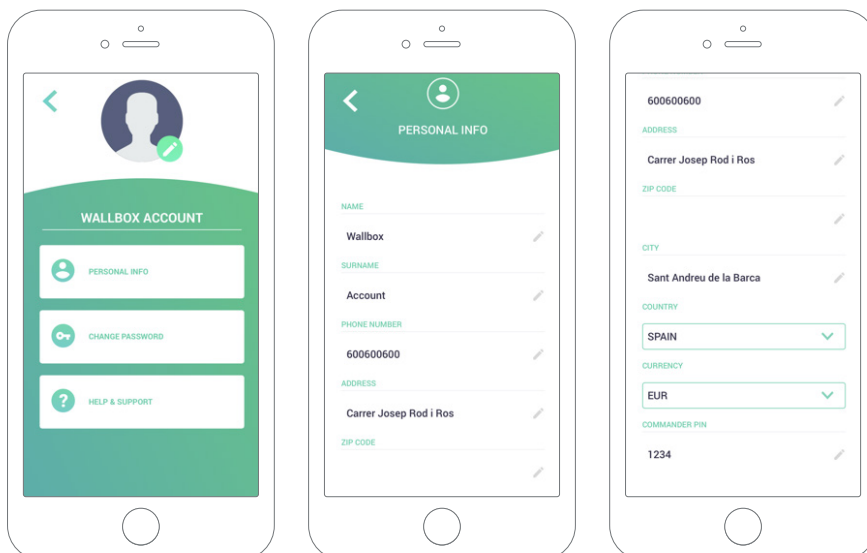 WALLBOX ACCOUNT
PERSONAL INFO
CHANGE PASSWORD
HELP & SUPPORT
PERSONAL INFO
NAME
Wallbox
SURNAME
Account
PHONE NUMBER
600600600
ADDRESS
Carrer Josep Rod i Ros
ZIP CODE
600600600
ADDRESS
Carrer Josep Rod i Ros
ZIP CODE
CITY
Sant Andreu de la Barca
COUNTRY
SPAIN
CURRENCY
EUR
COMMANDER PIN
1234